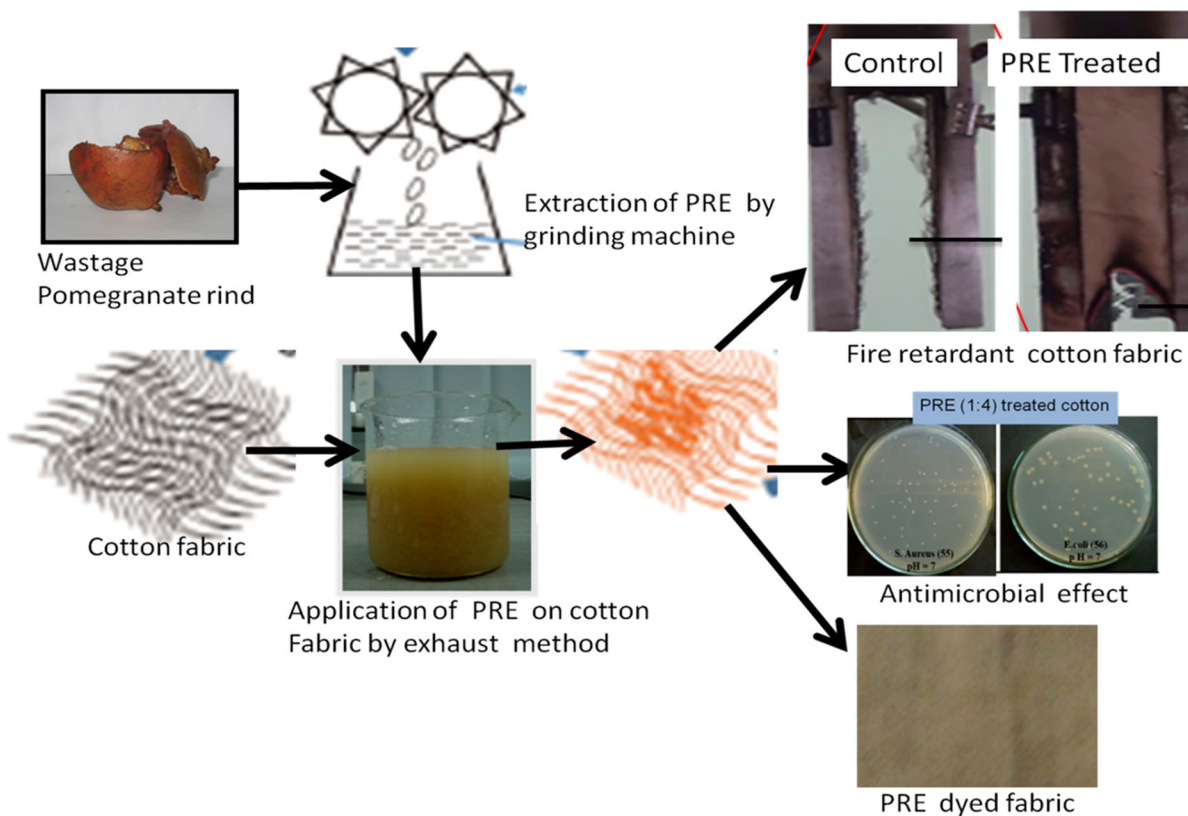 Control
PRE Treated
Extraction of PRE by
grinding machine
Wastage
Pomegranate rind
Fire retardant cotton fabric
PRE (1:4) treated cotton
S. Aureus (55)
pH = 7
E.coli (56)
p H = 7
Cotton fabric
Antimicrobial effect
Application of PRE on cotton
Fabric by exhaust method
PRE dyed fabric